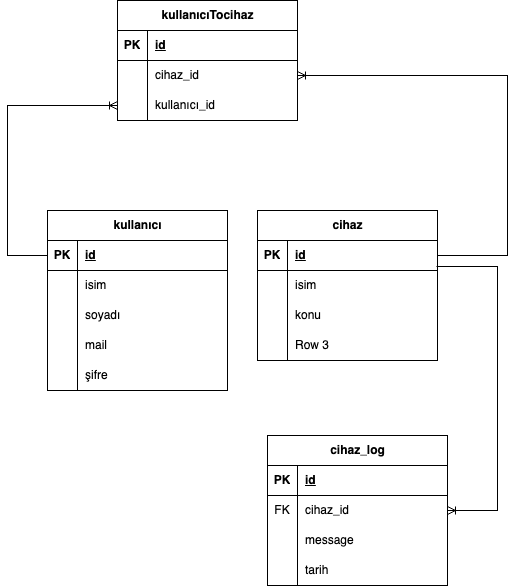 kullanıcıTocihaz
PK id
cihaz_id
kullanıcı_id
kullanıcı
PK id
isim
soyadı
mail
şifre
cihaz
PK id
isim
konu
Row 3
cihaz_log
PK id
FK cihaz_id
message
tarih